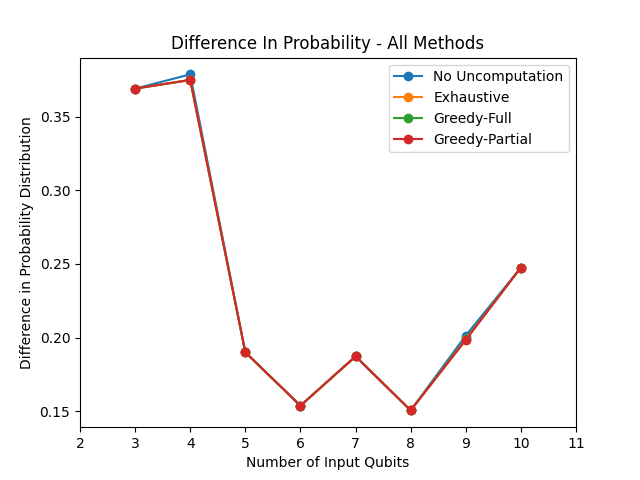 Difference In Probability - All Methods
No Uncomputation
Exhaustive
Greedy-Full
Greedy-Partial
Difference in Probability Distribution
0.35
0.30
0.25
0.20
0.15
2 3 4 5 6 7 8 9 10 11
Number of Input Qubits